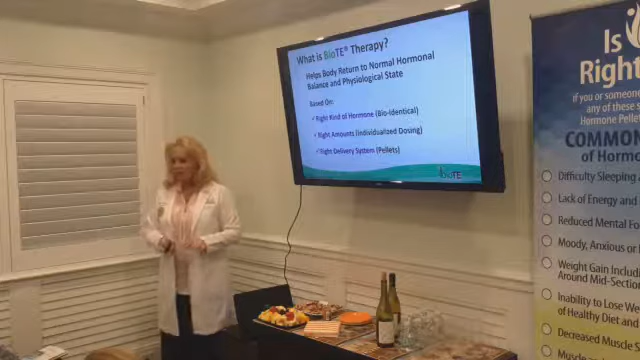 What is BioTE® Therapy?
Helps Body Return to Normal Hormonal
Balance and Physiological State
Based On:
✓Right Kind of Hormone (Bio-Identical)
✓Right Amounts (Individualized Dosing)
✓Right Delivery System (Pellets)
BioTE
Is
Right
if you or someone
any of these s
Hormone Pellet
COMMON
of Hormo
Difficulty Sleeping
Lack of Energy and
Reduced Mental Fo
Moody, Anxious or
Weight Gain Includi
Around Mid-Section
Inability to Lose We
of Healthy Diet and
Decreased Muscle S
Muscle and